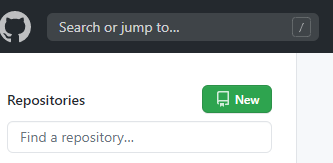 Search or jump to...
/
Repositories
New
Find a repository...